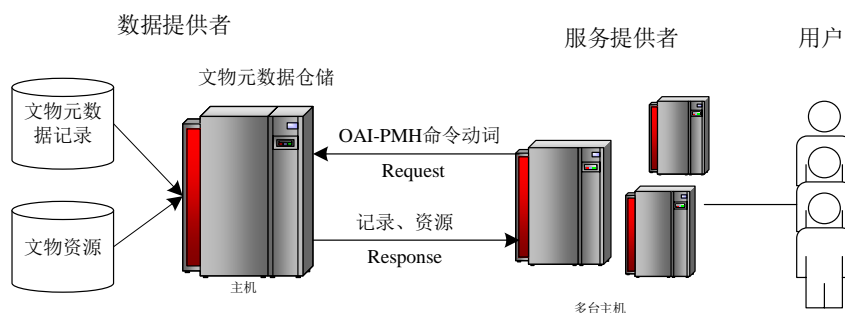 数据提供者
服务提供者
用户
文物元数据仓储
文物元数
据记录
OAI-PMH命令动词
Request
文物资源
记录、资源
Response
主机
多台主机